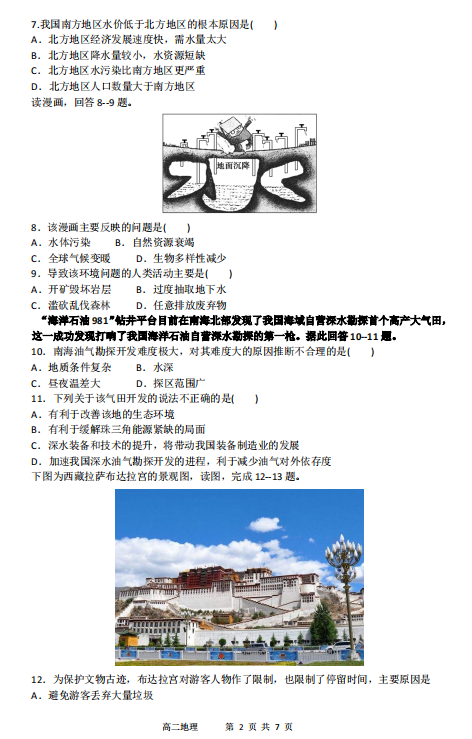 7.我国南方地区水价低于北方地区的根本原因是(　　)
A．北方地区经济发展速度快，需水量太大
B．北方地区降水量较小，水资源短缺
C．北方地区水污染比南方地区更严重
D．北方地区人口数量大于南方地区
读漫画，回答 8--9 题。
地面沉降
8．该漫画主要反映的问题是(　　)
A．水体污染　　B．自然资源衰竭
C．全球气候变暖　　D．生物多样性减少
9．导致该环境问题的人类活动主要是(　　)
A．开矿毁坏岩层　　B．过度抽取地下水
C．滥砍乱伐森林　　D．任意排放废弃物
“海洋石油 981”钻井平台目前在南海北部发现了我国海域自营深水勘探首个高产大气田，
这一成功发现打响了我国海洋石油自营深水勘探的第一枪。据此回答 10--11 题。
10．南海油气勘探开发难度极大，对其难度大的原因推断不合理的是(　　)
A．地质条件复杂　　B．水深
C．昼夜温差大　　D．探区范围广
11．下列关于该气田开发的说法不正确的是(　　)
A．有利于改善该地的生态环境
B．有利于缓解珠三角能源紧缺的局面
C．深水装备和技术的提升，将带动我国装备制造业的发展
D．加速我国深水油气勘探开发的进程，利于减少油气对外依存度
下图为西藏拉萨布达拉宫的景观图，读图，完成 12--13 题。
12．为保护文物古迹，布达拉宫对游客人物作了限制，也限制了停留时间，主要原因是
A．避免游客丢弃大量垃圾
高二地理　　第 2 页 共 7 页